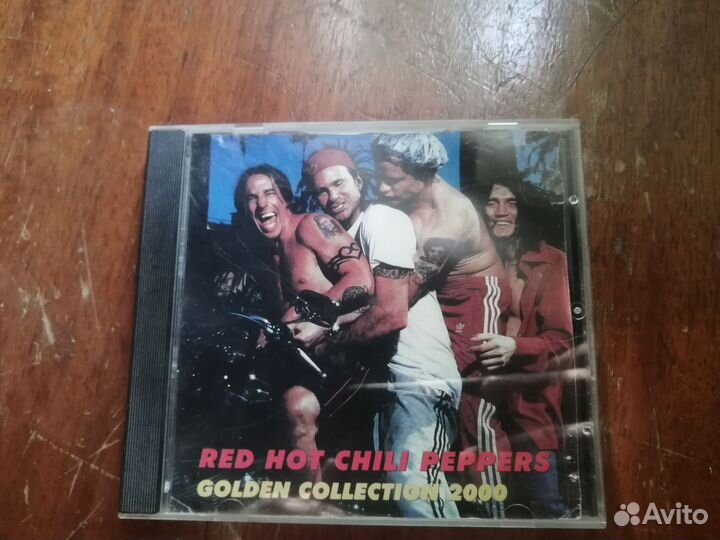 RED HOT CHILI PEPPERS
GOLDEN COLLECTION 2000
Avito